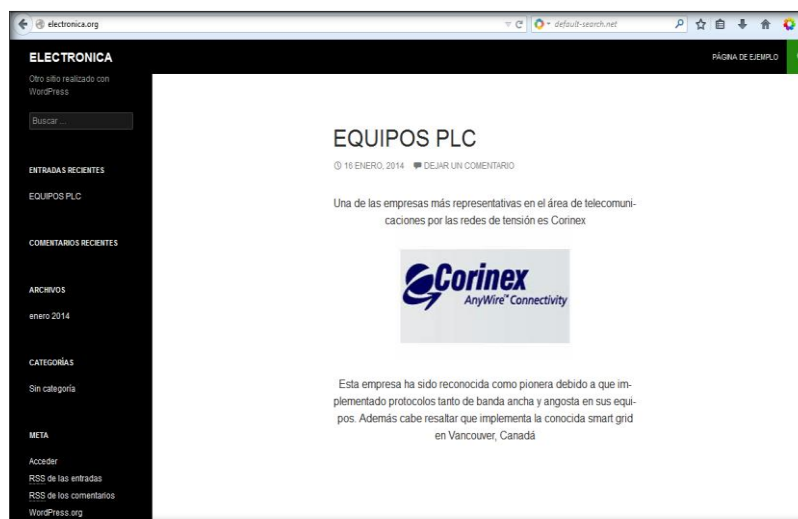 electronica.org
default-search.net
ELECTRONICA
PÁGINA DE EJEMPLO
Otro sitio realizado con
WordPress
Buscar ...
ENTRADAS RECIENTES
EQUIPOS PLC
COMENTARIOS RECIENTES
ARCHIVOS
enero 2014
CATEGORÍAS
Sin categoría
META
Acceder
RSS de las entradas
RSS de los comentarios
WordPress.org
EQUIPOS PLC
16 ENERO, 2014 DEJAR UN COMENTARIO
Una de las empresas más representativas en el área de telecomuni-
caciones por las redes de tensión es Corinex
Corinex
AnyWire™ Connectivity
Esta empresa ha sido reconocida como pionera debido a que im-
plementado protocolos tanto de banda ancha y angosta en sus equi-
pos. Además cabe resaltar que implementa la conocida smart grid
en Vancouver, Canadá